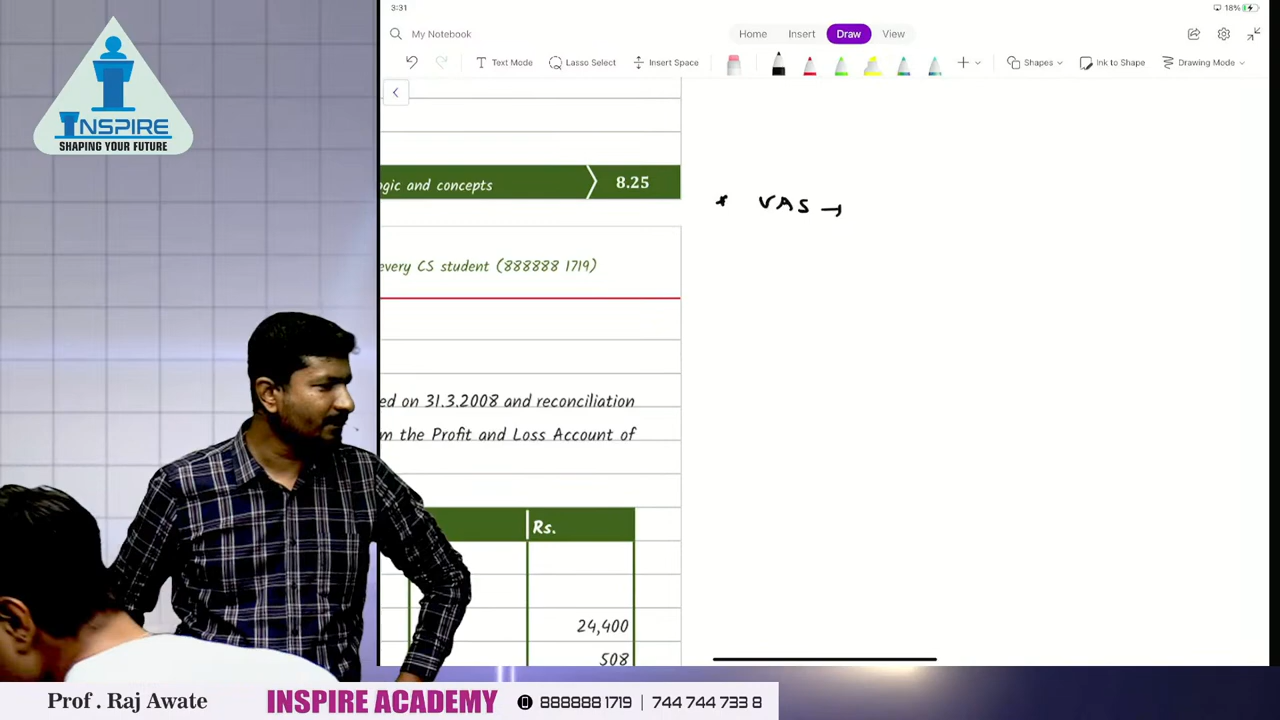 3:31
18%
My Notebook
Home
Insert
Draw
View
Text Mode
Lasso Select
Insert Space
Shapes
Ink to Shape
Drawing Mode
INSPIRE
SHAPING YOUR FUTURE
ogic and concepts 8.25
* VAS →
every CS student (888888 1719)
ed on 31.3.2008 and reconciliation
m the Profit and Loss Account of
Rs.
24,400
508
Prof . Raj Awate
INSPIRE ACADEMY
888888 1719 | 744 744 733 8